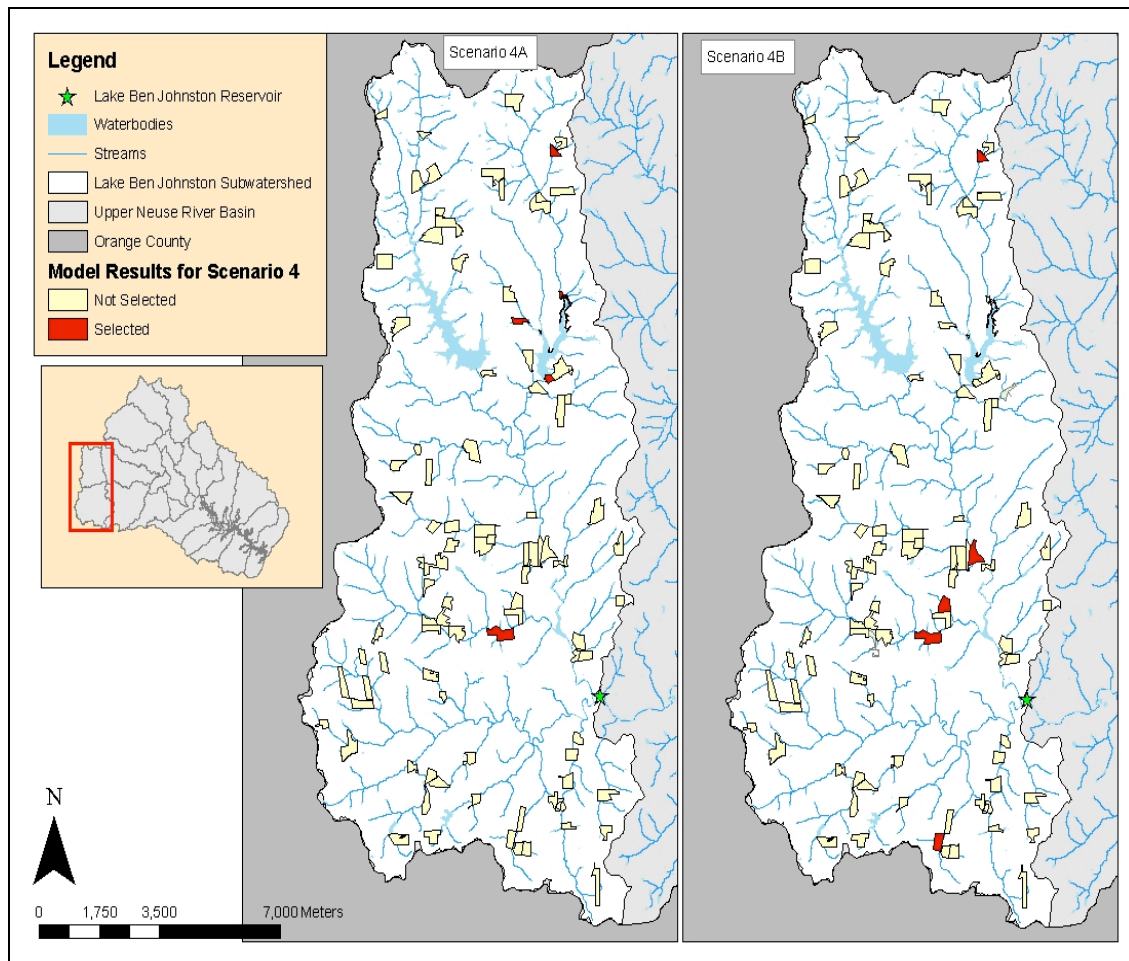 Legend
Lake Ben Johnston Reservoir
Waterbodies
Streams
Lake Ben Johnston Subwatershed
Upper Neuse River Basin
Orange County
Model Results for Scenario 4
Not Selected
Selected
Scenario 4A
Scenario 4B
N
0 1,750 3,500 7,000 Meters